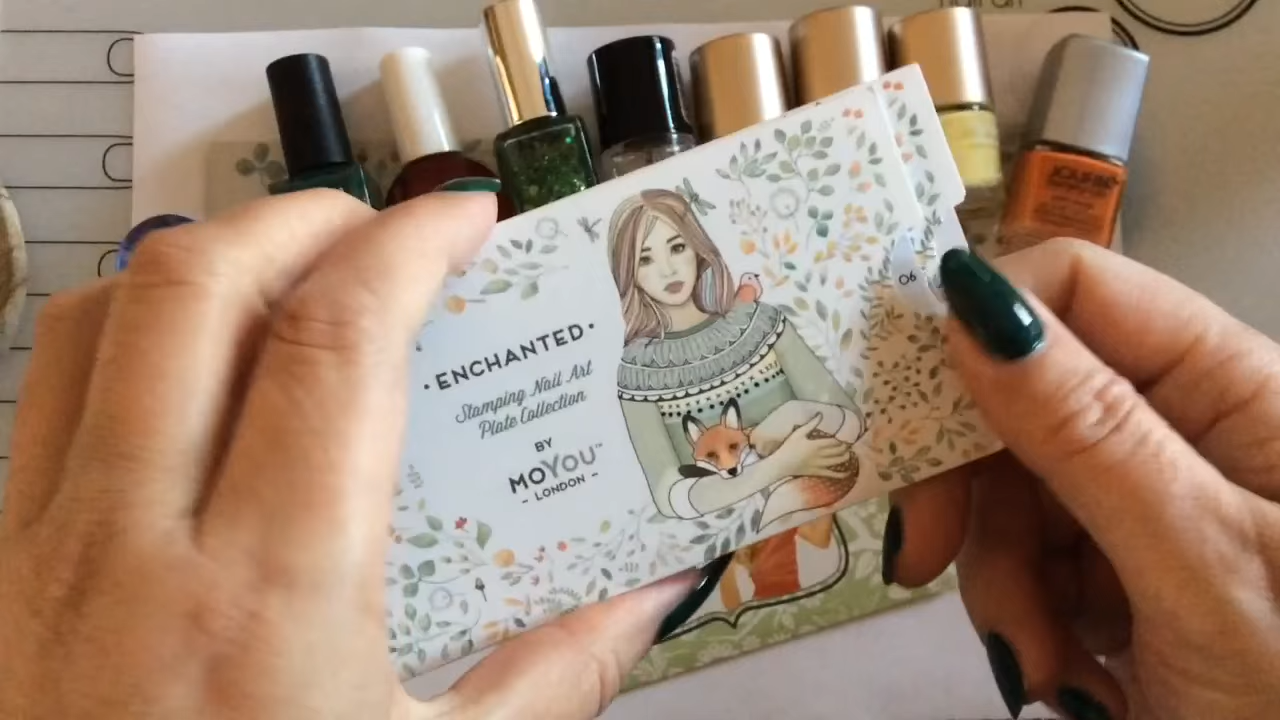 · ENCHANTED ·
Stamping Nail Art
Plate Collection
BY
MOYOU™
- LONDON -
06